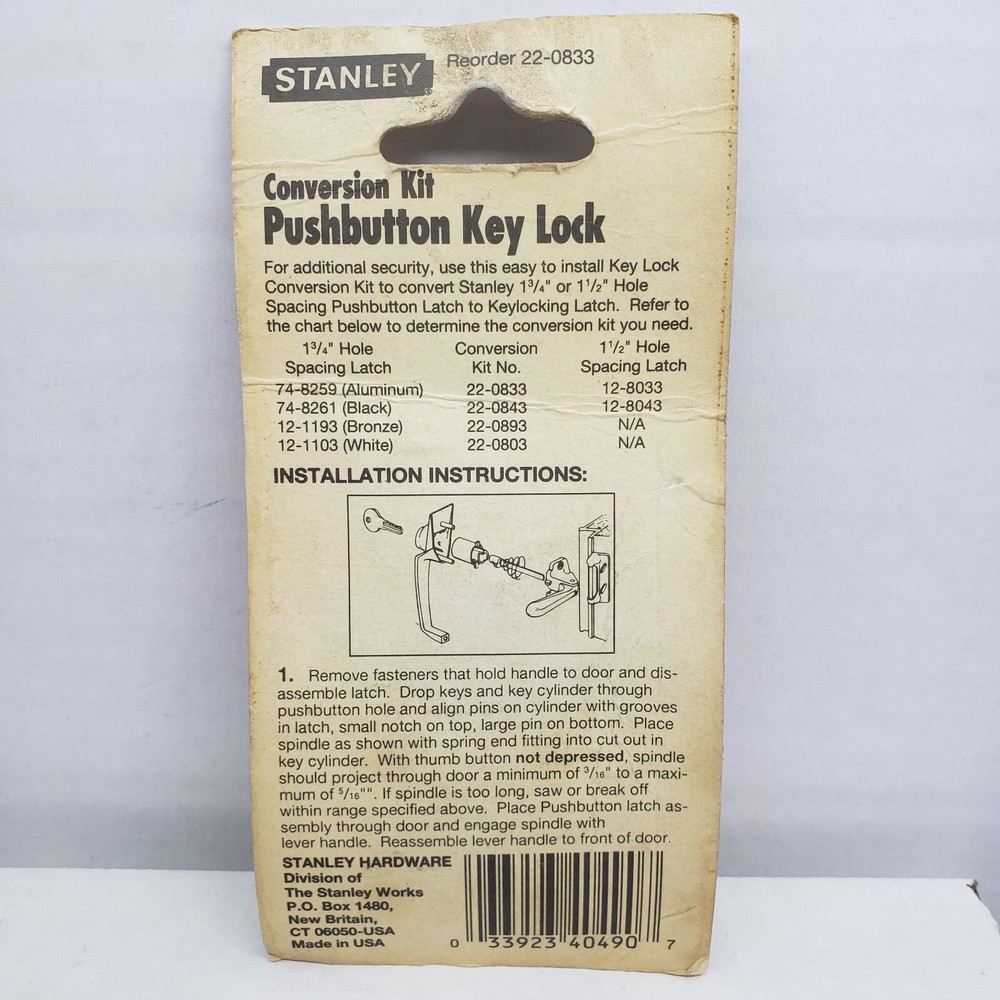 STANLEY® Reorder 22-0833
Conversion Kit
Pushbutton Key Lock
For additional security, use this easy to install Key Lock
Conversion Kit to convert Stanley 1³/₄" or 1¹/₂" Hole
Spacing Pushbutton Latch to Keylocking Latch. Refer to
the chart below to determine the conversion kit you need.
1³/₄" Hole Conversion 1¹/₂" Hole
Spacing Latch Kit No. Spacing Latch
74-8259 (Aluminum) 22-0833 12-8033
74-8261 (Black) 22-0843 12-8043
12-1193 (Bronze) 22-0893 N/A
12-1103 (White) 22-0803 N/A
INSTALLATION INSTRUCTIONS:
1. Remove fasteners that hold handle to door and dis-
assemble latch. Drop keys and key cylinder through
pushbutton hole and align pins on cylinder with grooves
in latch, small notch on top, large pin on bottom. Place
spindle as shown with spring end fitting into cut out in
key cylinder. With thumb button not depressed, spindle
should project through door a minimum of ³/₁₆" to a maxi-
mum of ⁵/₁₆"". If spindle is too long, saw or break off
within range specified above. Place Pushbutton latch as-
sembly through door and engage spindle with
lever handle. Reassemble lever handle to front of door.
STANLEY HARDWARE
Division of
The Stanley Works
P.O. Box 1480,
New Britain,
CT 06050-USA
Made in USA
0 33923 40490 7